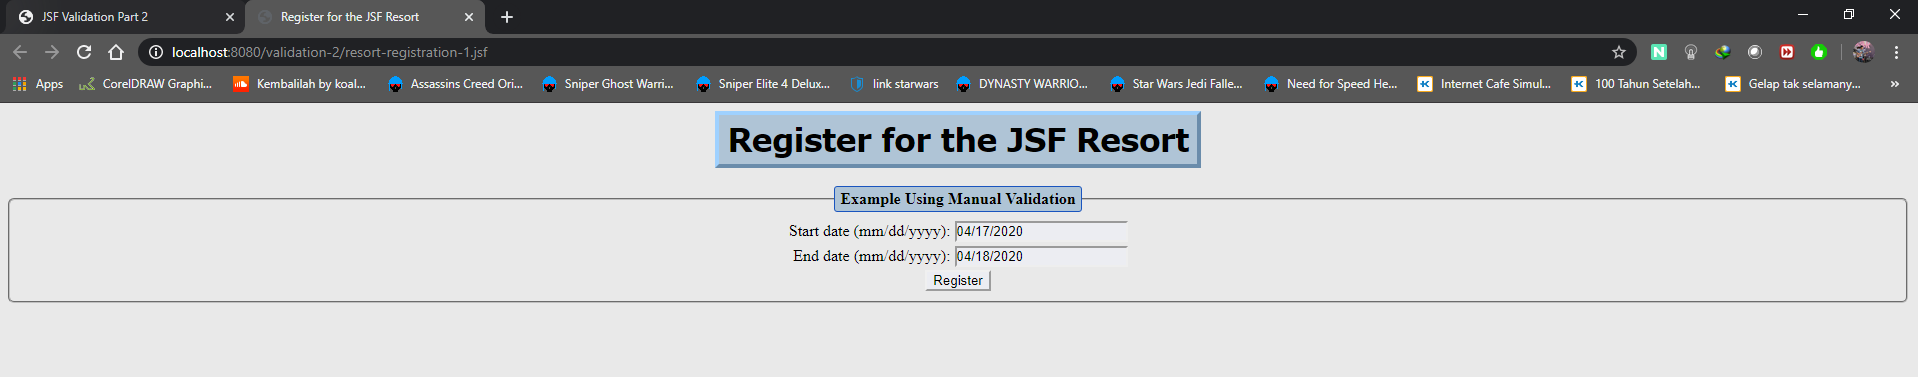 JSF Validation Part 2 Register for the JSF Resort
localhost:8080/validation-2/resort-registration-1.jsf
Apps CorelDRAW Graphi... Kembalilah by koal... Assassins Creed Ori... Sniper Ghost Warri... Sniper Elite 4 Delux... link starwars DYNASTY WARRIO... Star Wars Jedi Falle... Need for Speed He... Internet Cafe Simul... 100 Tahun Setelah... Gelap tak selamany...
Register for the JSF Resort
Example Using Manual Validation
Start date (mm/dd/yyyy): 04/17/2020
End date (mm/dd/yyyy): 04/18/2020
Register